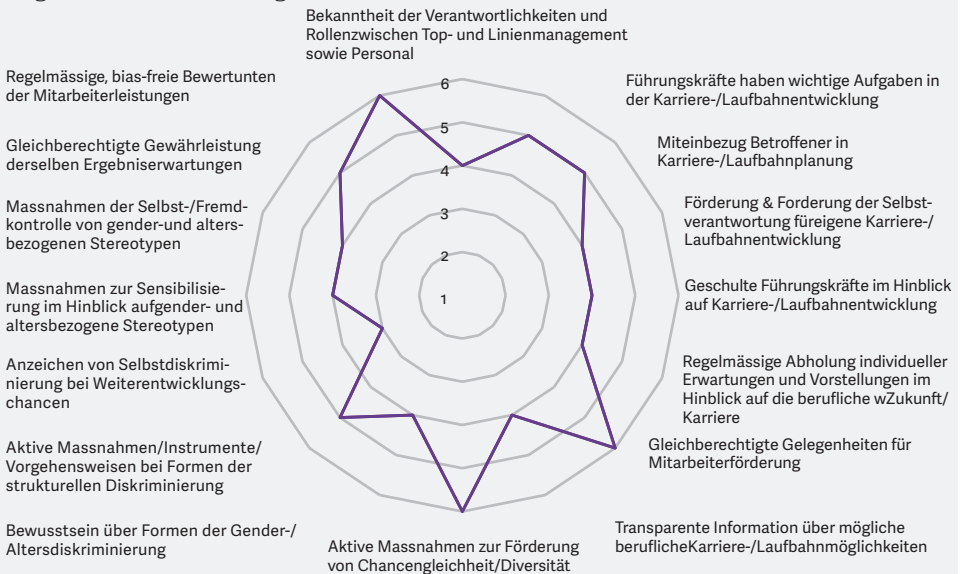 Bekanntheit der Verantwortlichkeiten und
Rollenzwischen Top- und Linienmanagement
sowie Personal
Führungskräfte haben wichtige Aufgaben in
der Karriere-/Laufbahnentwicklung
Miteinbezug Betroffener in
Karriere-/Laufbahnplanung
Förderung & Forderung der Selbst-
verantwortung füreigene Karriere-/
Laufbahnentwicklung
Geschulte Führungskräfte im Hinblick
auf Karriere-/Laufbahnentwicklung
Regelmässige Abholung individueller
Erwartungen und Vorstellungen im
Hinblick auf die berufliche wZukunft/
Karriere
Gleichberechtigte Gelegenheiten für
Mitarbeiterförderung
Transparente Information über mögliche
beruflicheKarriere-/Laufbahnmöglichkeiten
Aktive Massnahmen zur Förderung
von Chancengleichheit/Diversität
Bewusstsein über Formen der Gender-/
Altersdiskriminierung
Aktive Massnahmen/Instrumente/
Vorgehensweisen bei Formen der
strukturellen Diskriminierung
Anzeichen von Selbstdiskrimi-
nierung bei Weiterentwicklungs-
chancen
Massnahmen zur Sensibilisie-
rung im Hinblick aufgender- und
altersbezogene Stereotypen
Massnahmen der Selbst-/Fremd-
kontrolle von gender-und alters-
bezogenen Stereotypen
Gleichberechtigte Gewährleistung
derselben Ergebniserwartungen
Regelmässige, bias-freie Bewertunten
der Mitarbeiterleistungen
6
5
4
3
2
1